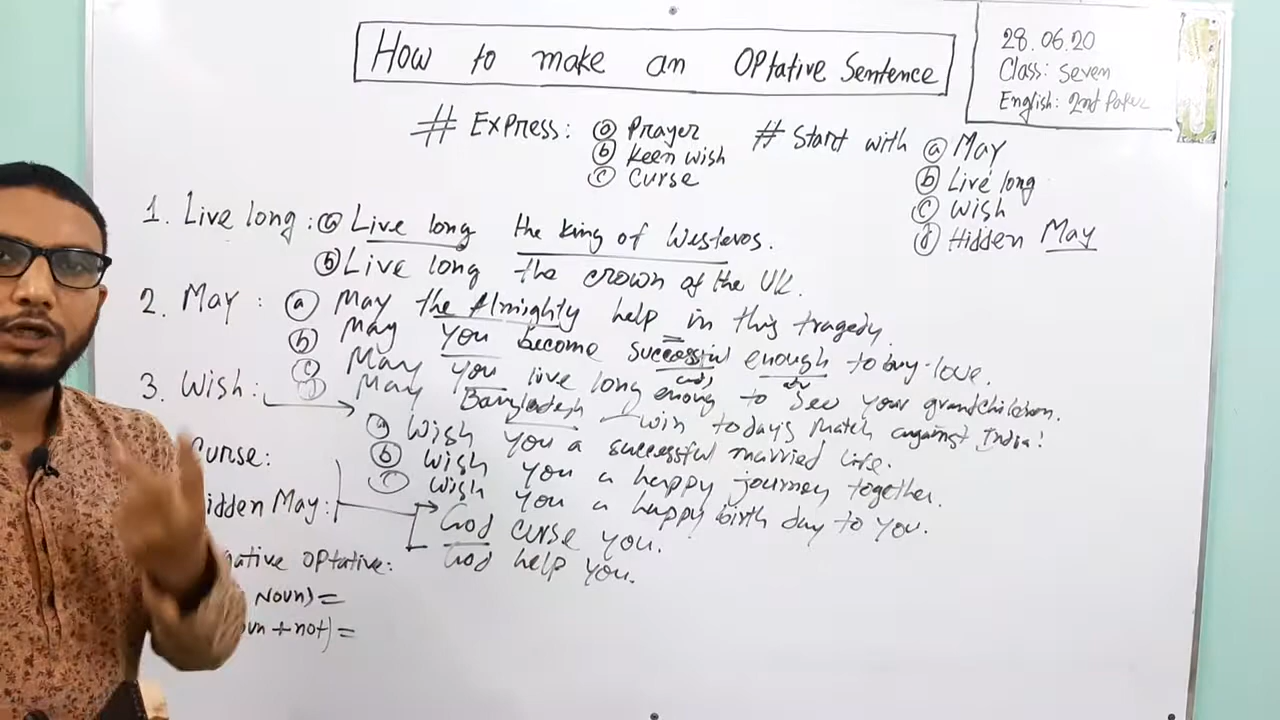 How to make an Optative Sentence
28.06.20
Class: Seven
English: 2nd Paper
# Express: ⓐ Prayer
ⓑ Keen wish
ⓒ Curse
# Start with ⓐ May
ⓑ Live long
ⓒ Wish
ⓓ Hidden May
1. Live long: ⓐ Live long the king of Westeros.
ⓑ Live long the crown of the UK.
2. May: ⓐ May the Almighty help in this tragedy.
ⓑ May you become successful enough to buy love.
ⓒ May you live long enoug to see your grandchildren.
ⓓ May Bangladesh win today's match against India!
3. Wish:
ⓐ Wish you a successful married life.
ⓑ Wish you a happy journey together.
ⓒ Wish you a happy birth day to you.
Curse:
idden May:
God curse you.
God help you.
gative Optative:
Noun) =
un + not) =